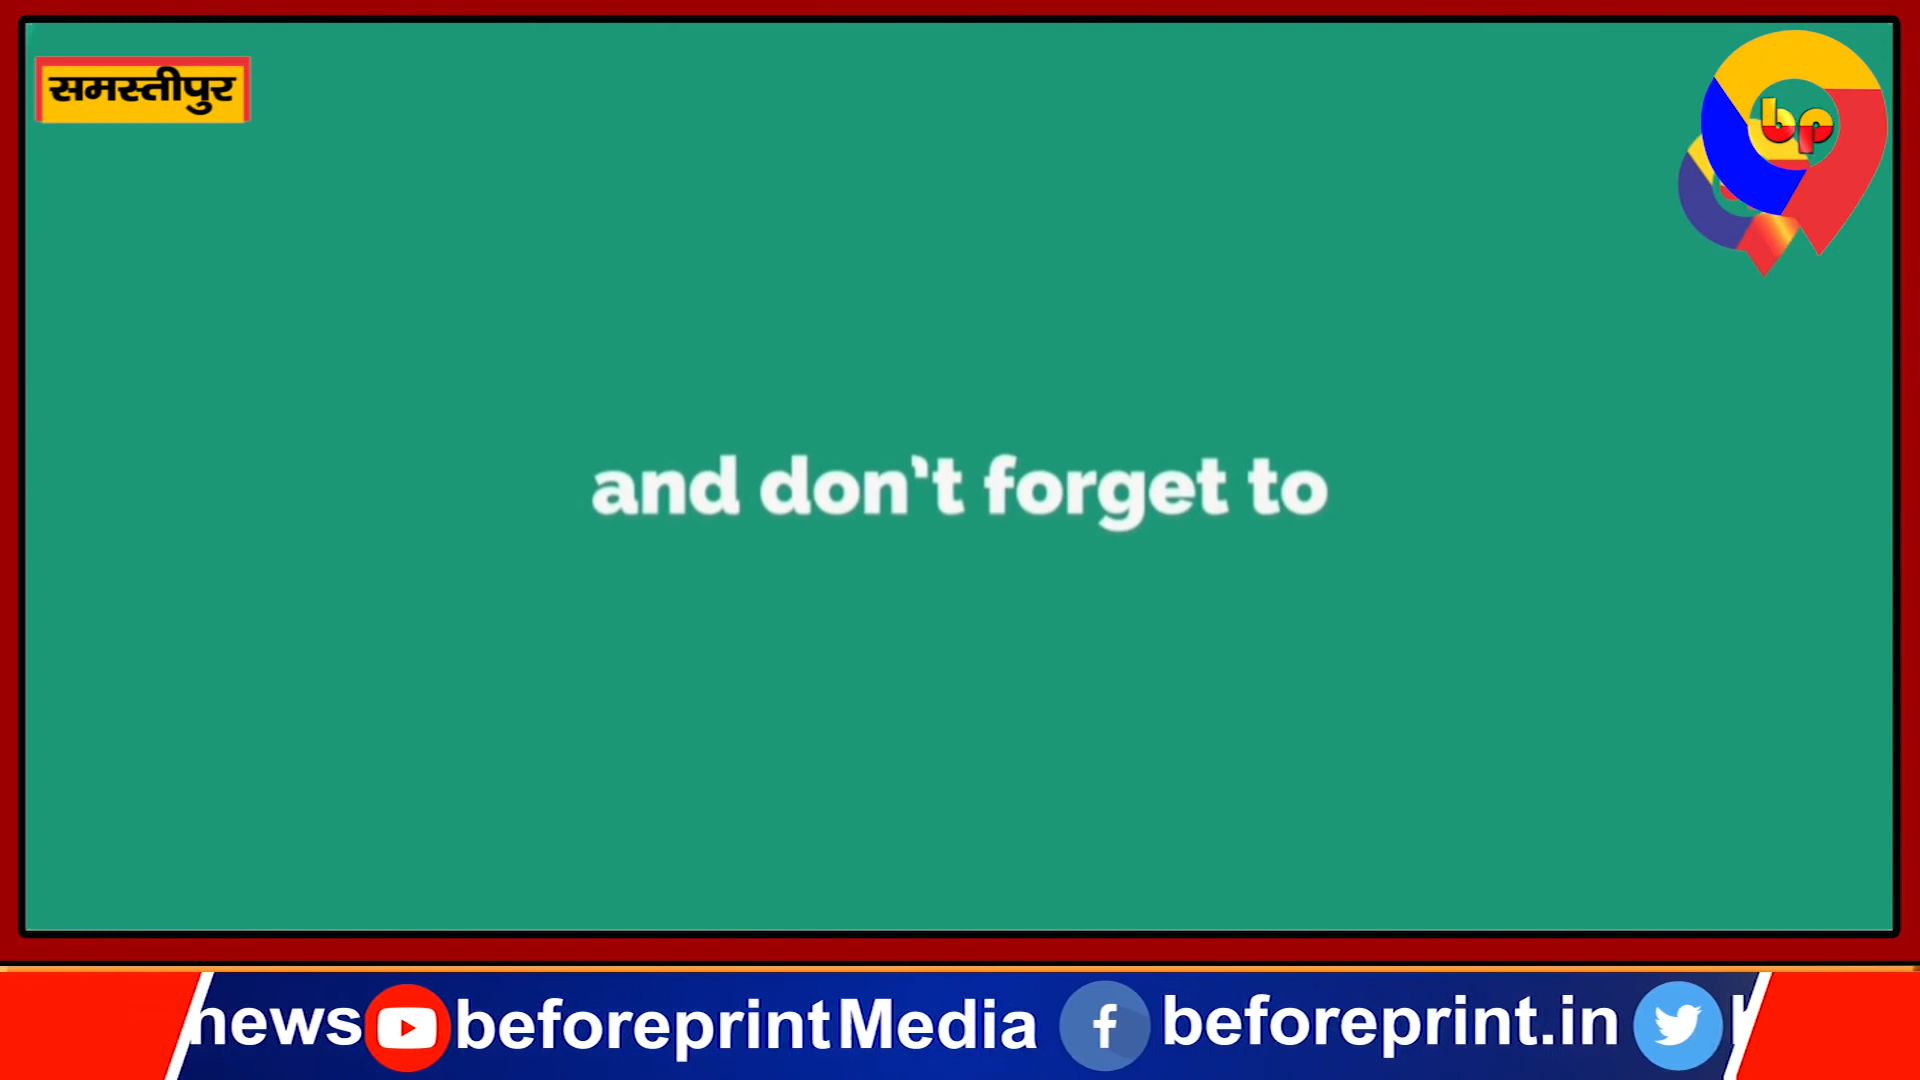 समस्तीपुर
bp
and don't forget to
news beforeprintMedia beforeprint.in